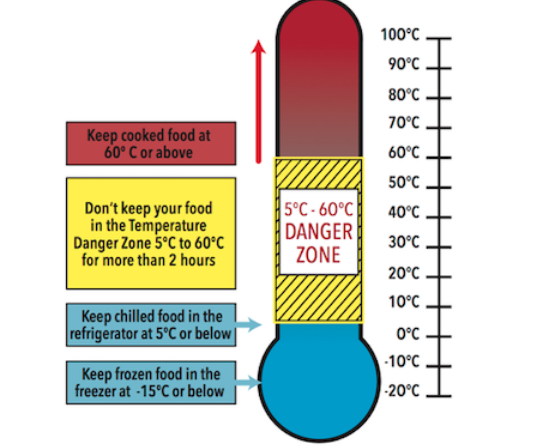 Keep cooked food at
60° C or above
Don't keep your food
in the Temperature
Danger Zone 5°C to 60°C
for more than 2 hours
Keep chilled food in the
refrigerator at 5°C or below
Keep frozen food in the
freezer at -15°C or below
5°C - 60°C
DANGER
ZONE
100°C
90°C
80°C
70°C
60°C
50°C
40°C
30°C
20°C
10°C
0°C
-10°C
-20°C